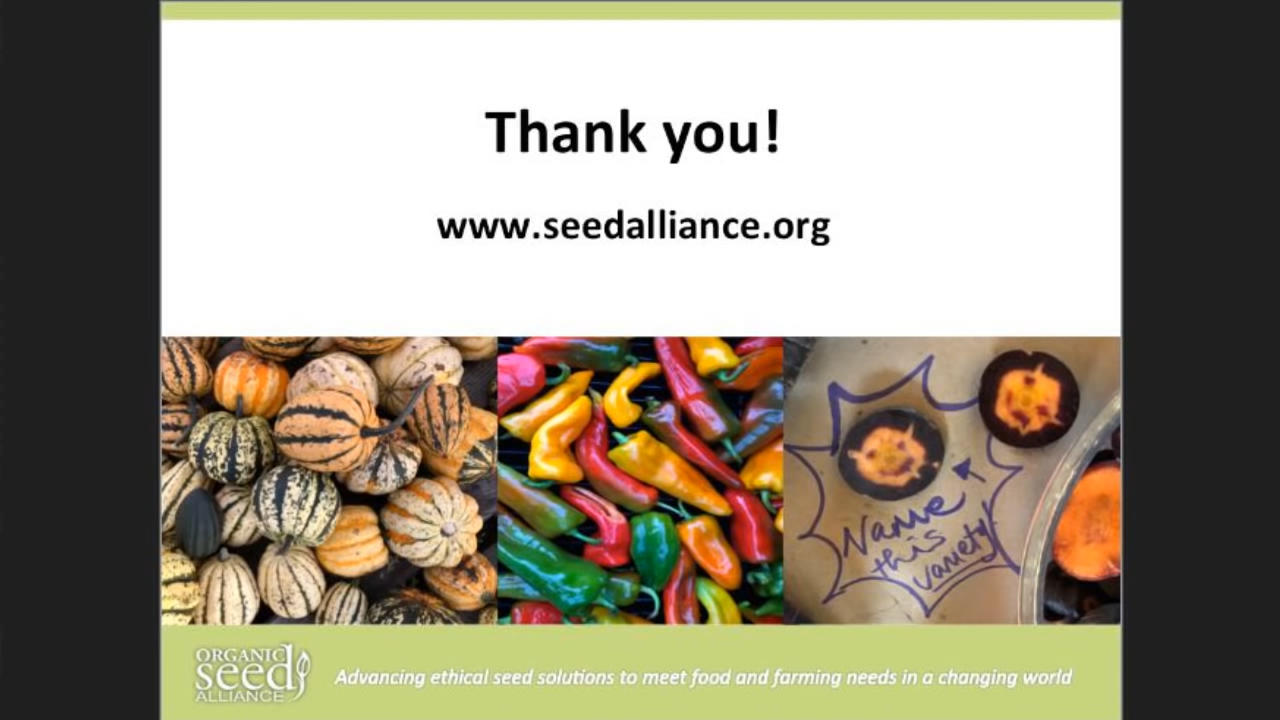 Thank you!
www.seedalliance.org
Name
this
variety!
ORGANIC
seed
ALLIANCE
Advancing ethical seed solutions to meet food and farming needs in a changing world